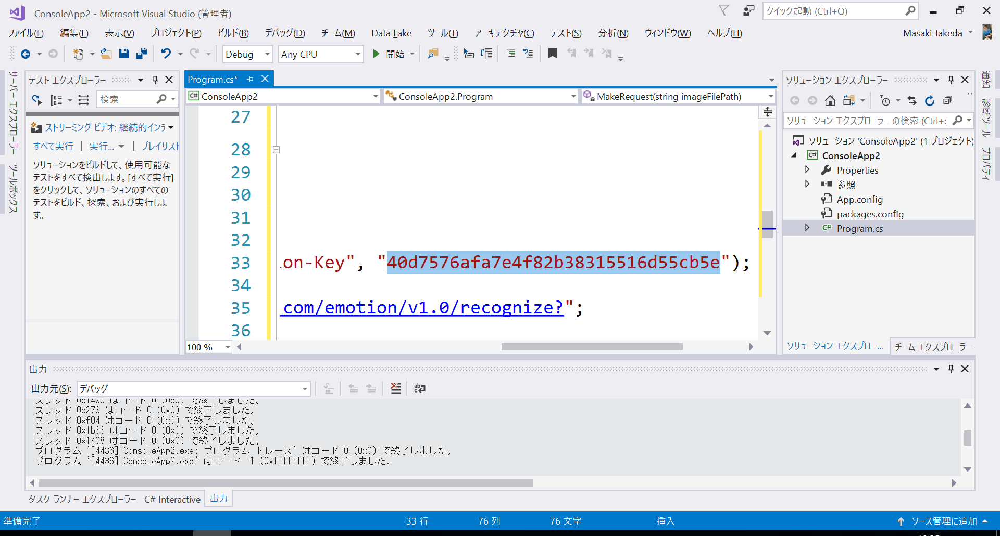 ConsoleApp2 - Microsoft Visual Studio (管理者)
クイック起動 (Ctrl+Q)
ファイル(F) 編集(E) 表示(V) プロジェクト(P) ビルド(B) デバッグ(D) チーム(M) Data Lake ツール(T) アーキテクチャ(C) テスト(S) 分析(N) ウィンドウ(W) ヘルプ(H) Masaki Takeda
Debug Any CPU 開始
サーバー エクスプローラー
ツールボックス
テスト エクスプローラー
検索
ストリーミング ビデオ: 継続的インテ
すべて実行 | 実行... | プレイリスト
ソリューションをビルドして、使用可能な
テストをすべて検出します。[すべて実行]
をクリックして、ソリューションのすべての
テストをビルド、探索、および実行しま
す。
Program.cs*
C# ConsoleApp2 ConsoleApp2.Program MakeRequest(string imageFilePath)
27
28
29
30
31
32
33 .on-Key", "40d7576afa7e4f82b38315516d55cb5e");
34
35 com/emotion/v1.0/recognize?";
36
100 %
ソリューション エクスプローラー
ソリューション エクスプローラー の検索 (Ctrl+:
ソリューション 'ConsoleApp2' (1 プロジェクト)
C# ConsoleApp2
Properties
参照
App.config
packages.config
C# Program.cs
ソリューション エクスプロー... チーム エクスプローラー
通知
診断ツール
プロパティ
出力
出力元(S): デバッグ
スレッド 0x1490 はコード 0 (0x0) で終了しました。
スレッド 0x278 はコード 0 (0x0) で終了しました。
スレッド 0xf04 はコード 0 (0x0) で終了しました。
スレッド 0x1b88 はコード 0 (0x0) で終了しました。
スレッド 0x1408 はコード 0 (0x0) で終了しました。
プログラム '[4436] ConsoleApp2.exe: プログラム トレース' はコード 0 (0x0) で終了しました。
プログラム '[4436] ConsoleApp2.exe' はコード -1 (0xffffffff) で終了しました。
タスク ランナー エクスプローラー C# Interactive 出力
準備完了 33 行 76 列 76 文字 挿入 ソース管理に追加